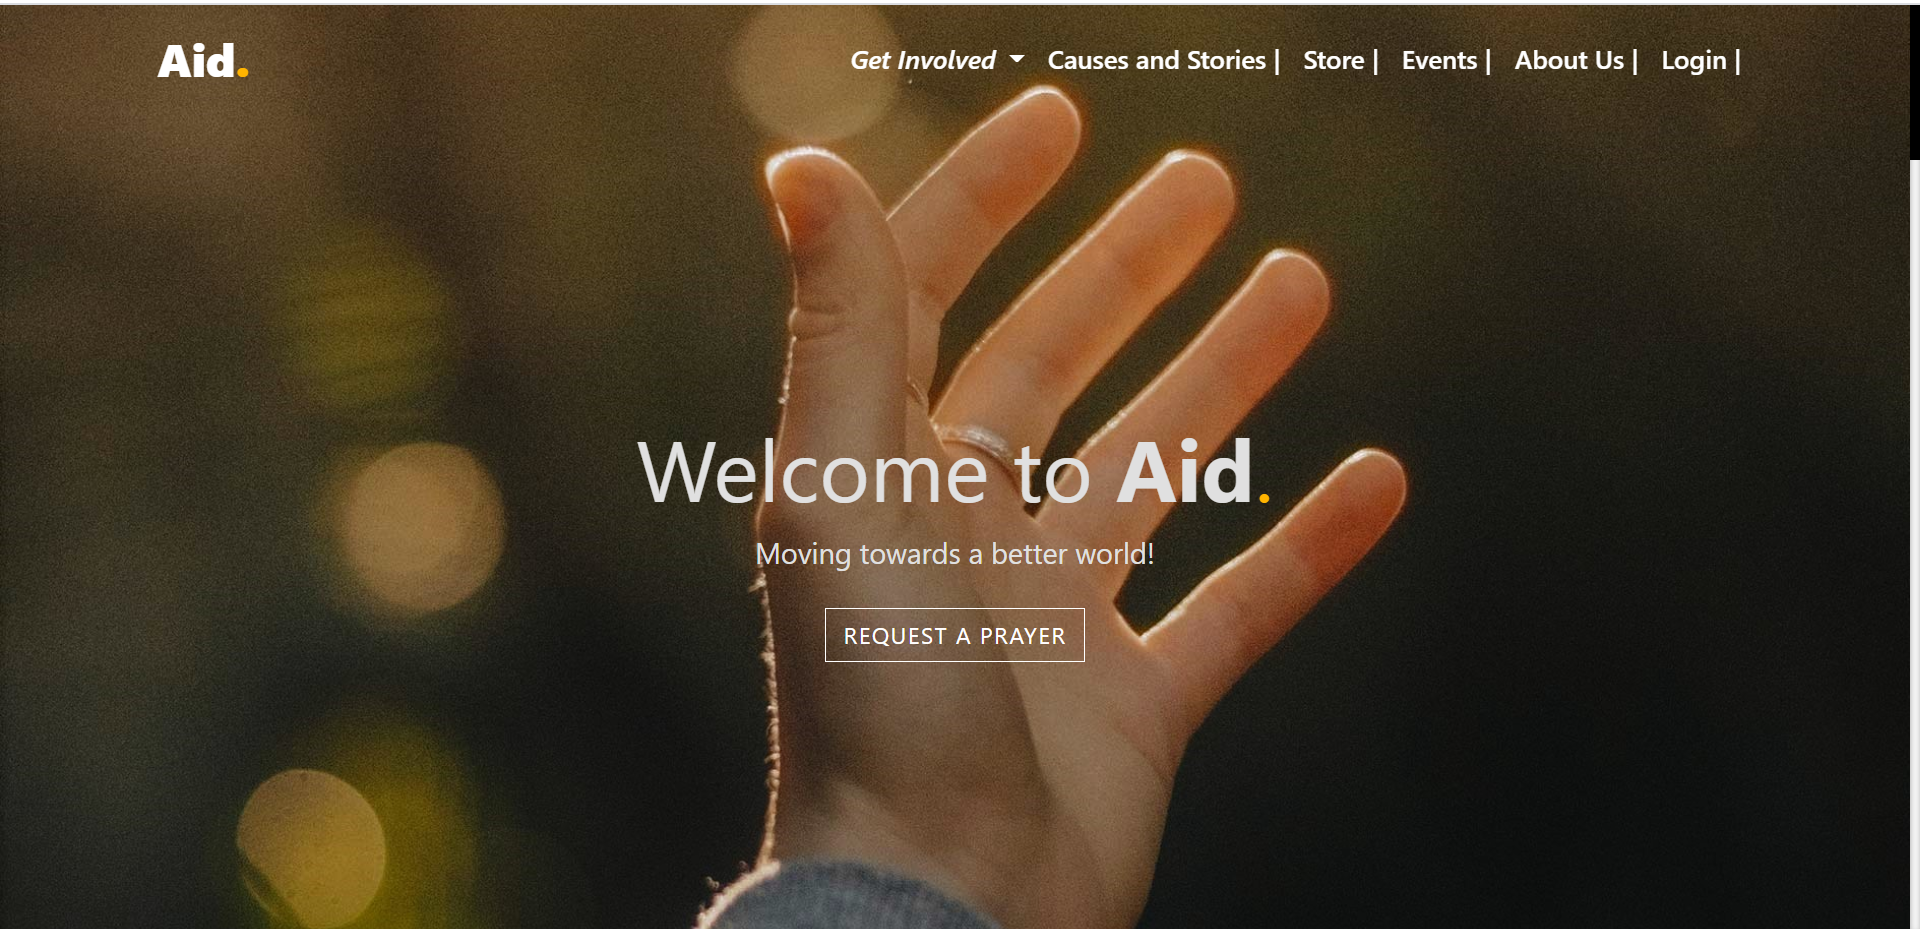 Aid.
Get Involved Causes and Stories | Store | Events | About Us | Login |
Welcome to Aid.
Moving towards a better world!
REQUEST A PRAYER